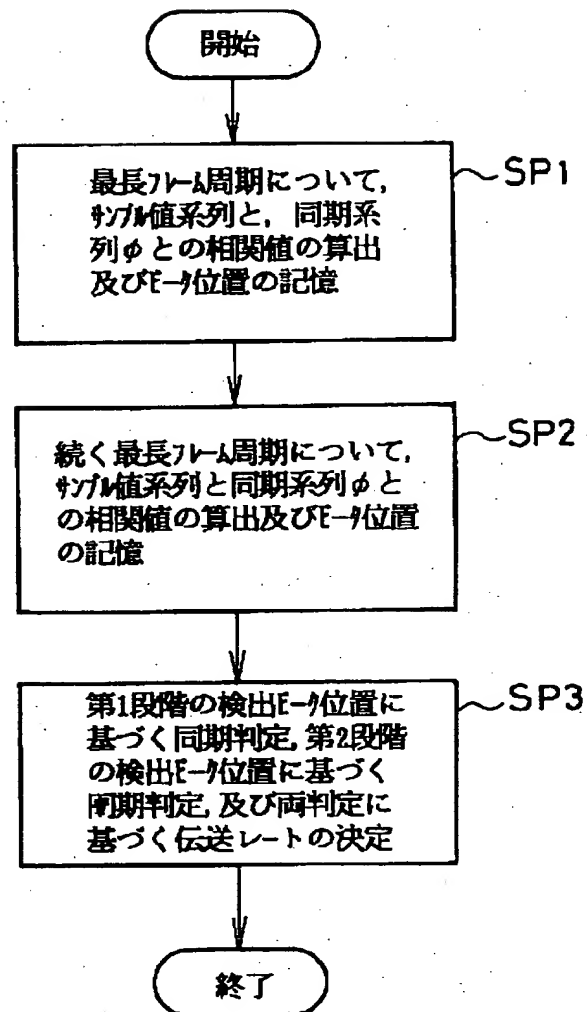 開始
最長フレーム周期について,
サンプル値系列と, 同期系
列φとの相関値の算出
及びピーク位置の記憶
SP1
続く最長フレーム周期について,
サンプル値系列と同期系列φと
の相関値の算出及びピーク位置
の記憶
SP2
第1段階の検出ピーク位置に
基づく同期判定, 第2段階
の検出ピーク位置に基づく
同期判定, 及び両判定に
基づく伝送レートの決定
SP3
終了